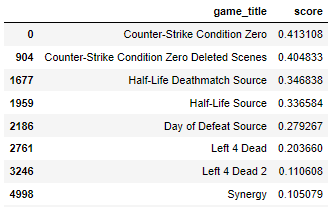 game_title score
0 Counter-Strike Condition Zero 0.413108
904 Counter-Strike Condition Zero Deleted Scenes 0.404833
1677 Half-Life Deathmatch Source 0.346838
1959 Half-Life Source 0.336584
2186 Day of Defeat Source 0.279267
2761 Left 4 Dead 0.203660
3246 Left 4 Dead 2 0.110608
4998 Synergy 0.105079